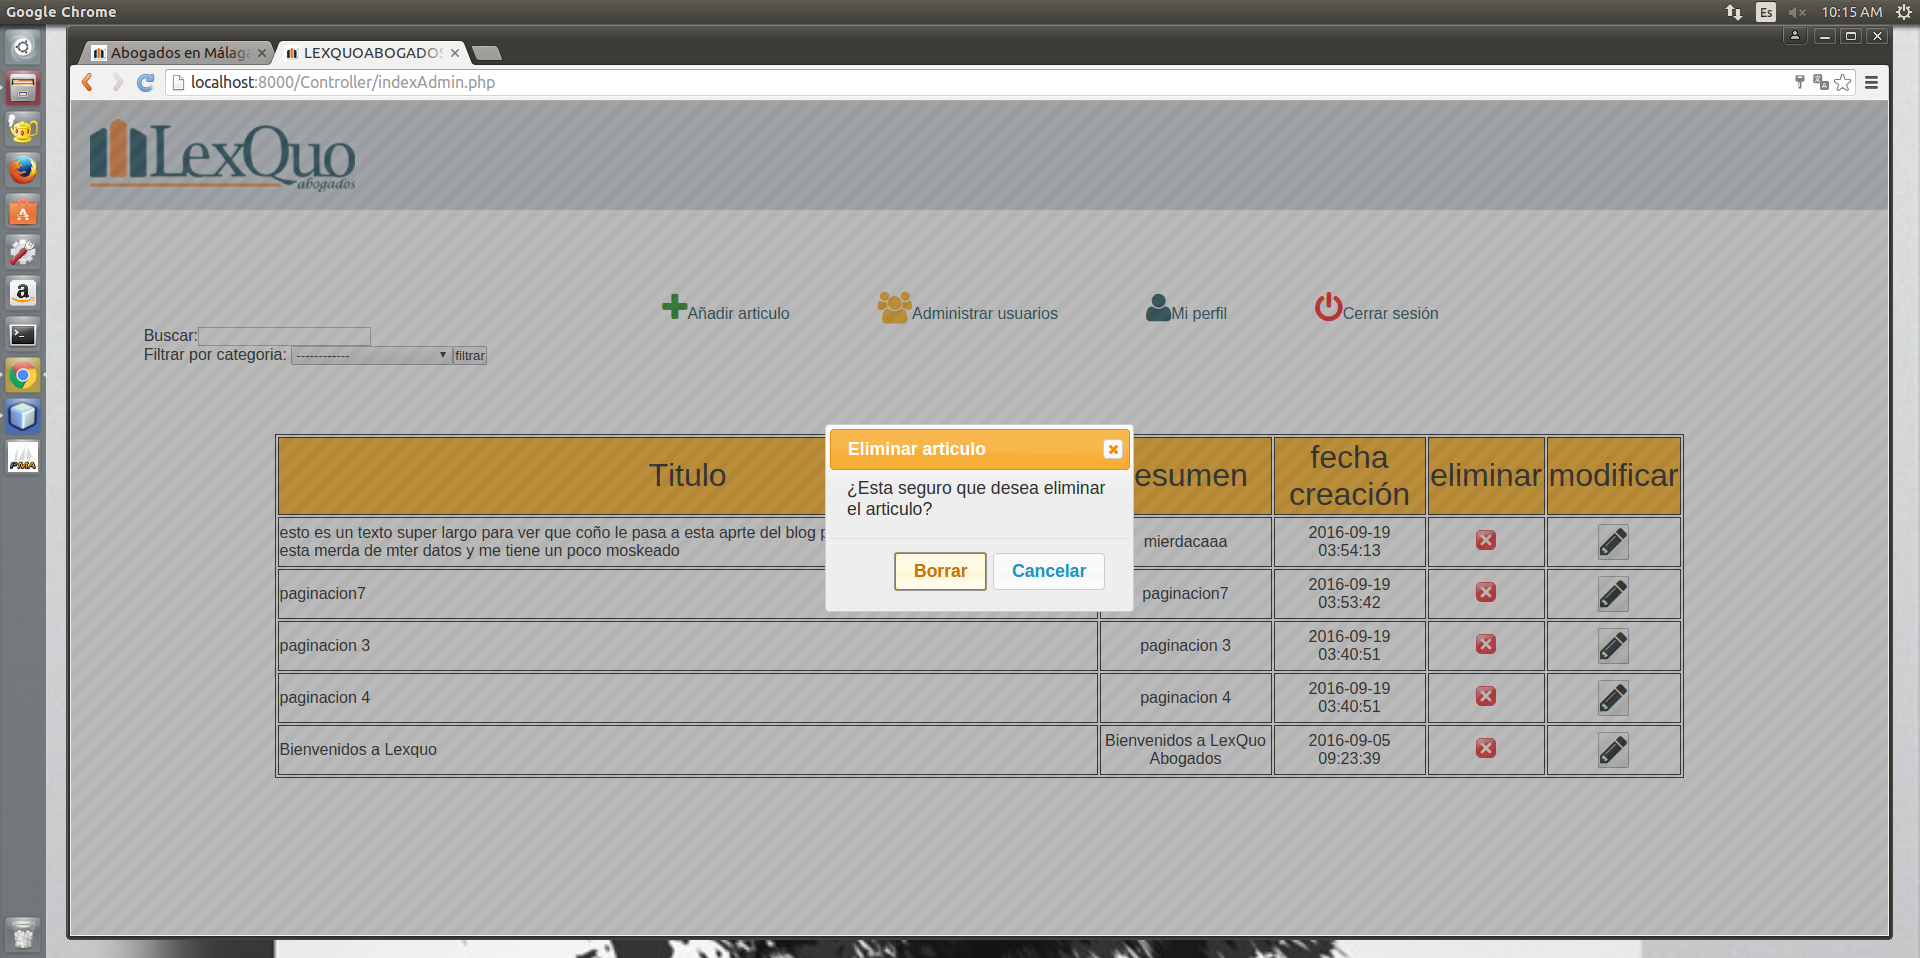 Google Chrome
Es
10:15 AM
Abogados en Málaga
LEXQUOABOGADOS
localhost:8000/Controller/indexAdmin.php
LexQuo
abogados
Añadir articulo
Administrar usuarios
Mi perfil
Cerrar sesión
Buscar:
Filtrar por categoria: ------------ filtrar
Eliminar articulo
¿Esta seguro que desea eliminar
el articulo?
Borrar
Cancelar
Titulo
esumen
fecha
creación
eliminar
modificar
esto es un texto super largo para ver que coño le pasa a esta aprte del blog p
esta merda de mter datos y me tiene un poco moskeado
mierdacaaa
2016-09-19
03:54:13
paginacion7
paginacion7
2016-09-19
03:53:42
paginacion 3
paginacion 3
2016-09-19
03:40:51
paginacion 4
paginacion 4
2016-09-19
03:40:51
Bienvenidos a Lexquo
Bienvenidos a LexQuo
Abogados
2016-09-05
09:23:39
PMA